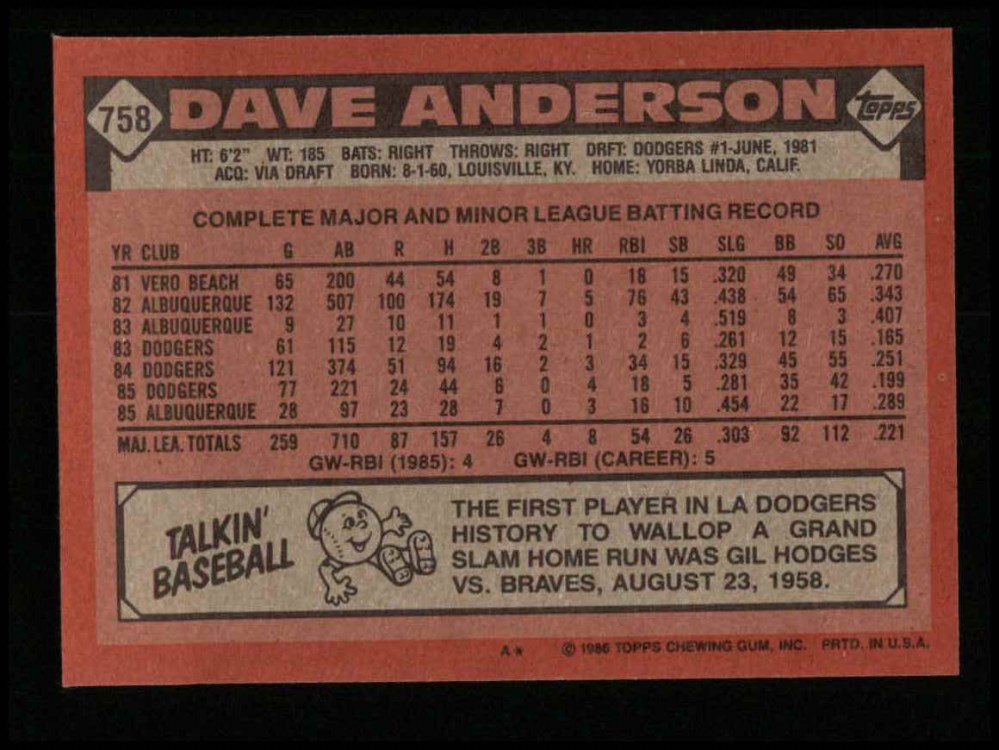 758 DAVE ANDERSON topps
HT: 6'2" WT: 185 BATS: RIGHT THROWS: RIGHT DRFT: DODGERS #1-JUNE, 1981
ACQ: VIA DRAFT BORN: 8-1-60, LOUISVILLE, KY. HOME: YORBA LINDA, CALIF.
COMPLETE MAJOR AND MINOR LEAGUE BATTING RECORD
YR CLUB G AB R H 2B 3B HR RBI SB SLG BB SO AVG
81 VERO BEACH 65 200 44 54 8 1 0 18 15 .320 49 34 .270
82 ALBUQUERQUE 132 507 100 174 19 7 5 76 43 .438 54 65 .343
83 ALBUQUERQUE 9 27 10 11 1 1 0 3 4 .519 8 3 .407
83 DODGERS 61 115 12 19 4 2 1 2 6 .261 12 15 .165
84 DODGERS 121 374 51 94 16 2 3 34 15 .329 45 55 .251
85 DODGERS 77 221 24 44 6 0 4 18 5 .281 35 42 .199
85 ALBUQUERQUE 28 97 23 28 7 0 3 16 10 .454 22 17 .289
MAJ. LEA. TOTALS 259 710 87 157 26 4 8 54 26 .303 92 112 .221
GW-RBI (1985): 4 GW-RBI (CAREER): 5
TALKIN'
BASEBALL
THE FIRST PLAYER IN LA DODGERS
HISTORY TO WALLOP A GRAND
SLAM HOME RUN WAS GIL HODGES
VS. BRAVES, AUGUST 23, 1958.
A* © 1986 TOPPS CHEWING GUM, INC. PRTD. IN U.S.A.